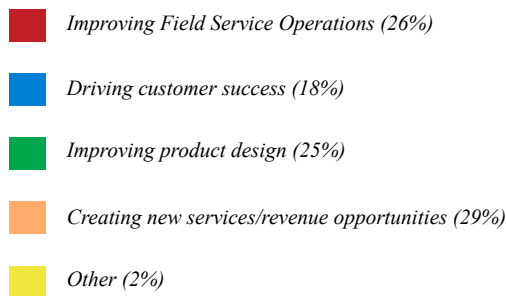 Improving Field Service Operations (26%)
Driving customer success (18%)
Improving product design (25%)
Creating new services/revenue opportunities (29%)
Other (2%)